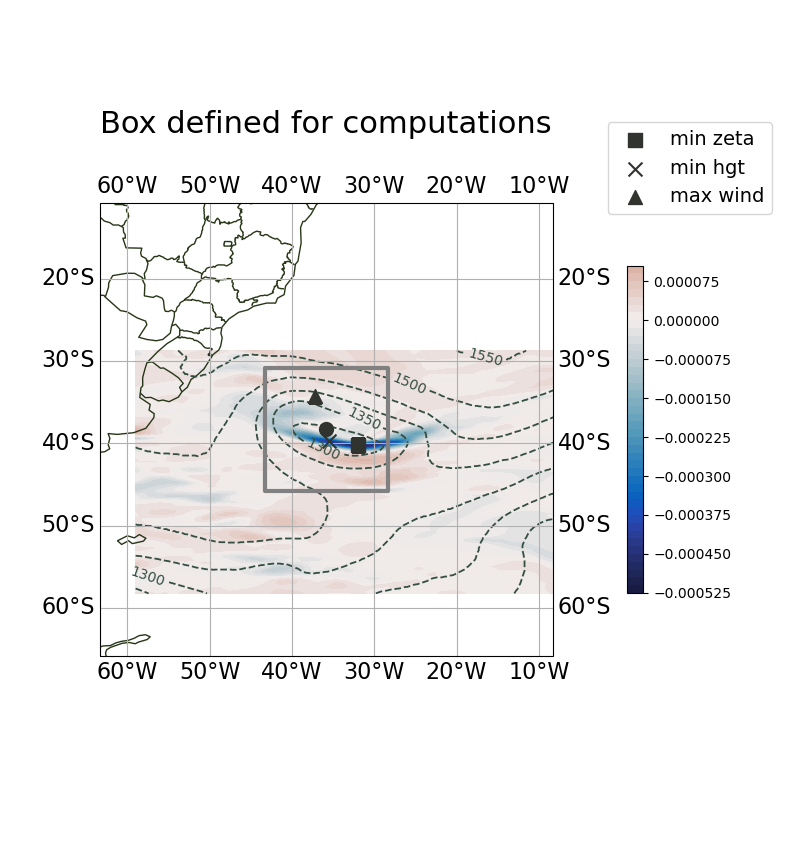 Box defined for computations
min zeta
min hgt
max wind
60°W 50°W 40°W 30°W 20°W 10°W
20°S 20°S
30°S 30°S
40°S 40°S
50°S 50°S
60°S 60°S
60°W 50°W 40°W 30°W 20°W 10°W
1550
1500
1350
1300
1300
0.000075
0.000000
−0.000075
−0.000150
−0.000225
−0.000300
−0.000375
−0.000450
−0.000525